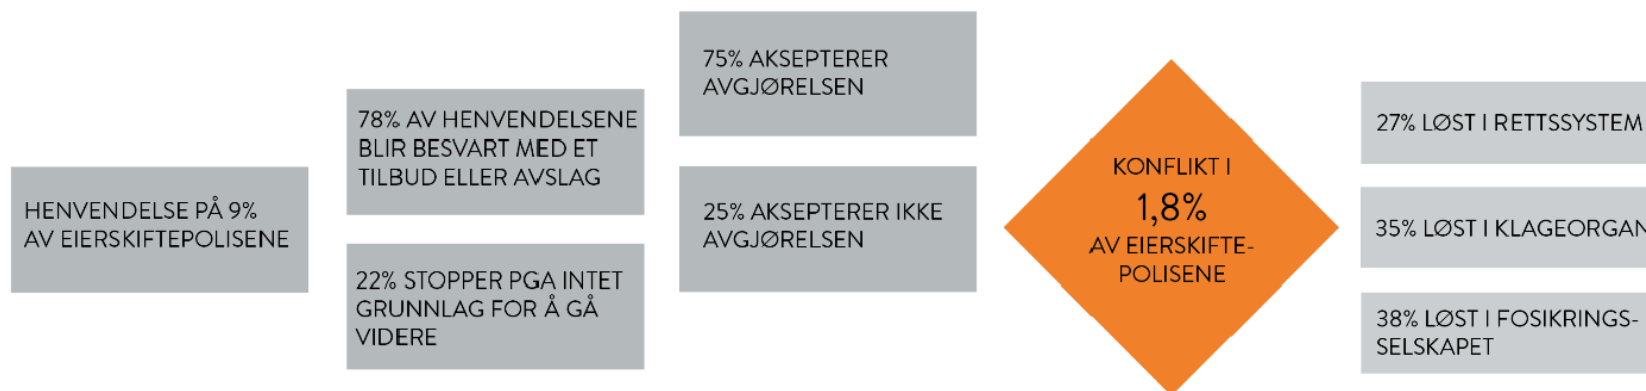 HENVENDELSE PÅ 9%
AV EIERSKIFTEPOLISENE
78% AV HENVENDELSENE
BLIR BESVART MED ET
TILBUD ELLER AVSLAG
22% STOPPER PGA INTET
GRUNNLAG FOR Å GÅ
VIDERE
75% AKSEPTERER
AVGJØRELSEN
25% AKSEPTERER IKKE
AVGJØRELSEN
KONFLIKT I
1,8%
AV EIERSKIFTE-
POLISENE
27% LØST I RETTSSYSTEM
35% LØST I KLAGEORGAN
38% LØST I FOSIKRINGS-
SELSKAPET